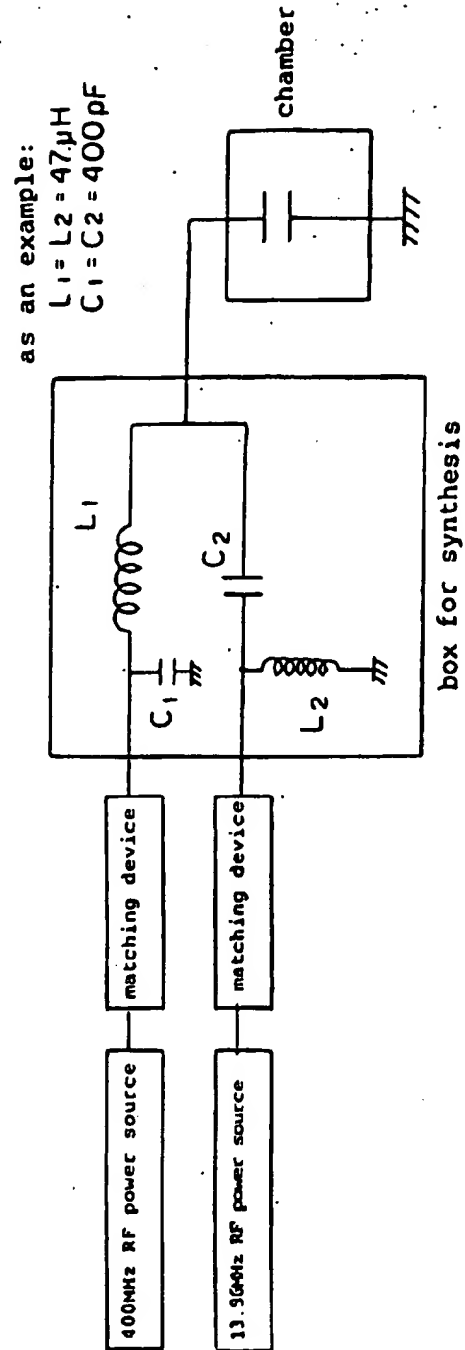 as an example:
L1 = L2 = 47μH
C1 = C2 = 400pF
400MHz RF power source
matching device
L1
C1
chamber
13.96MHz RF power source
matching device
C2
L2
box for synthesis